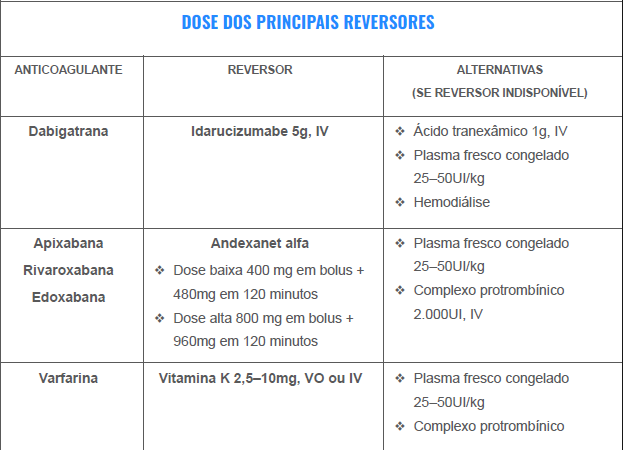 DOSE DOS PRINCIPAIS REVERSORES
ANTICOAGULANTE
REVERSOR
ALTERNATIVAS
(SE REVERSOR INDISPONÍVEL)
Dabigatrana
Idarucizumabe 5g, IV
❖ Ácido tranexâmico 1g, IV
❖ Plasma fresco congelado
25–50UI/kg
❖ Hemodiálise
Apixabana
Rivaroxabana
Edoxabana
Andexanet alfa
❖ Dose baixa 400 mg em bolus +
480mg em 120 minutos
❖ Dose alta 800 mg em bolus +
960mg em 120 minutos
❖ Plasma fresco congelado
25–50UI/kg
❖ Complexo protrombínico
2.000UI, IV
Varfarina
Vitamina K 2,5–10mg, VO ou IV
❖ Plasma fresco congelado
25–50UI/kg
❖ Complexo protrombínico